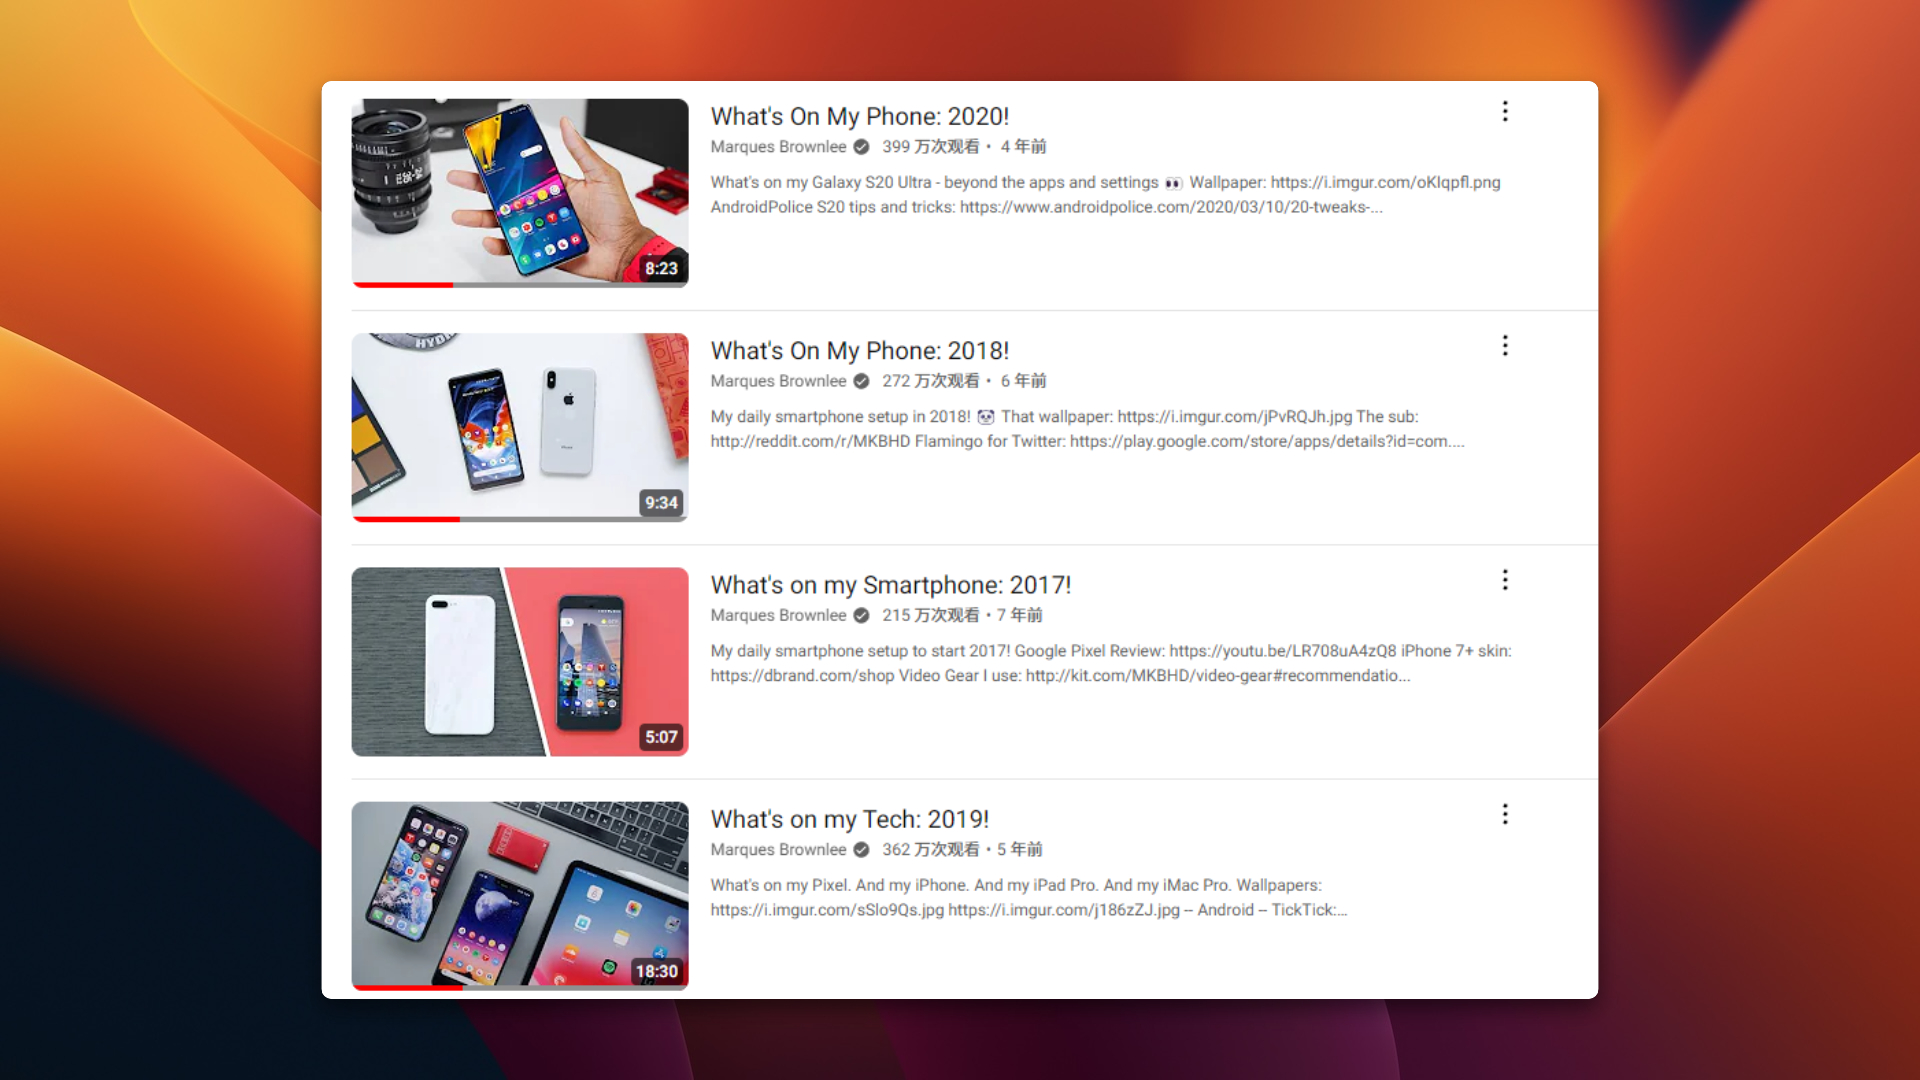 What's On My Phone: 2020!
Marques Brownlee 399 万次观看 • 4 年前
What's on my Galaxy S20 Ultra - beyond the apps and settings 👀 Wallpaper: https://i.imgur.com/oKIqpfl.png
AndroidPolice S20 tips and tricks: https://www.androidpolice.com/2020/03/10/20-tweaks-...
8:23
What's On My Phone: 2018!
Marques Brownlee 272 万次观看 • 6 年前
My daily smartphone setup in 2018! 🐼 That wallpaper: https://i.imgur.com/jPvRQJh.jpg The sub:
http://reddit.com/r/MKBHD Flamingo for Twitter: https://play.google.com/store/apps/details?id=com....
HYDR
9:34
What's on my Smartphone: 2017!
Marques Brownlee 215 万次观看 • 7 年前
My daily smartphone setup to start 2017! Google Pixel Review: https://youtu.be/LR708uA4zQ8 iPhone 7+ skin:
https://dbrand.com/shop Video Gear I use: http://kit.com/MKBHD/video-gear#recommendatio...
5:07
What's on my Tech: 2019!
Marques Brownlee 362 万次观看 • 5 年前
What's on my Pixel. And my iPhone. And my iPad Pro. And my iMac Pro. Wallpapers:
https://i.imgur.com/sSlo9Qs.jpg https://i.imgur.com/j186zZJ.jpg -- Android -- TickTick:...
18:30